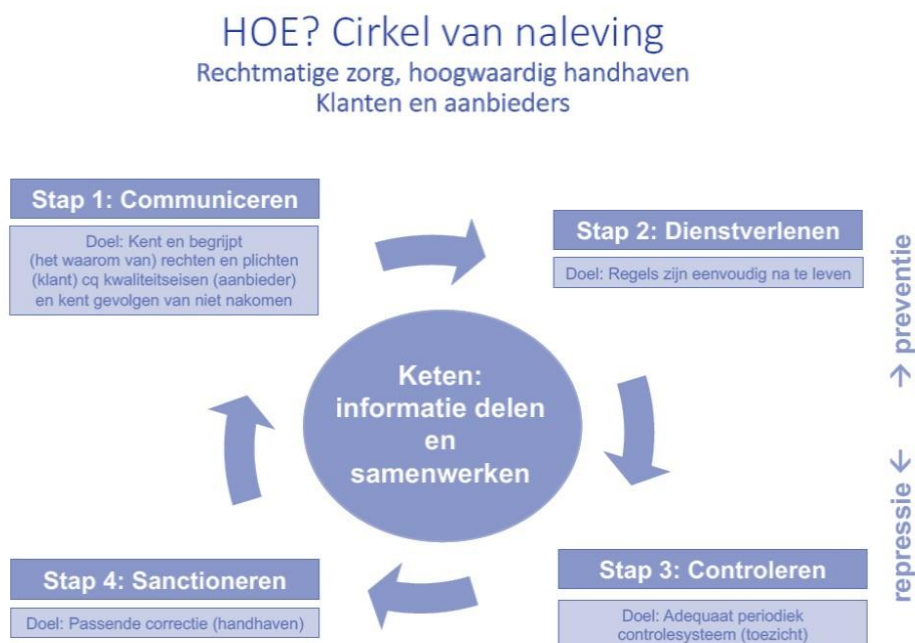 HOE? Cirkel van naleving
Rechtmatige zorg, hoogwaardig handhaven
Klanten en aanbieders
Stap 1: Communiceren
Doel: Kent en begrijpt
(het waarom van) rechten en plichten
(klant) cq kwaliteitseisen (aanbieder)
en kent gevolgen van niet nakomen
Stap 2: Dienstverlenen
Doel: Regels zijn eenvoudig na te leven
→ preventie
Keten:
informatie delen
en
samenwerken
repressie ←
Stap 4: Sanctioneren
Doel: Passende correctie (handhaven)
Stap 3: Controleren
Doel: Adequaat periodiek
controlesysteem (toezicht)